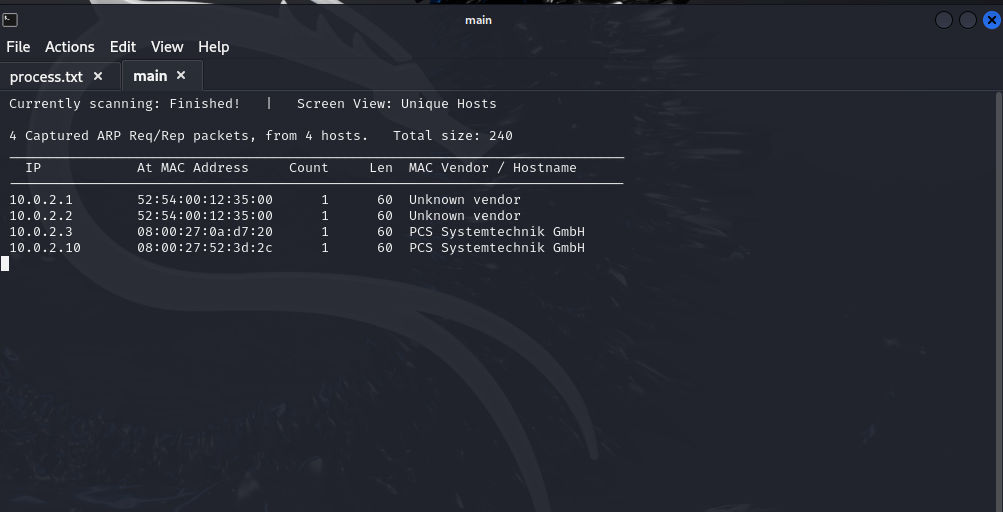 main
File Actions Edit View Help
process.txt × main ×
Currently scanning: Finished! | Screen View: Unique Hosts
4 Captured ARP Req/Rep packets, from 4 hosts. Total size: 240
IP At MAC Address Count Len MAC Vendor / Hostname
10.0.2.1 52:54:00:12:35:00 1 60 Unknown vendor
10.0.2.2 52:54:00:12:35:00 1 60 Unknown vendor
10.0.2.3 08:00:27:0a:d7:20 1 60 PCS Systemtechnik GmbH
10.0.2.10 08:00:27:52:3d:2c 1 60 PCS Systemtechnik GmbH